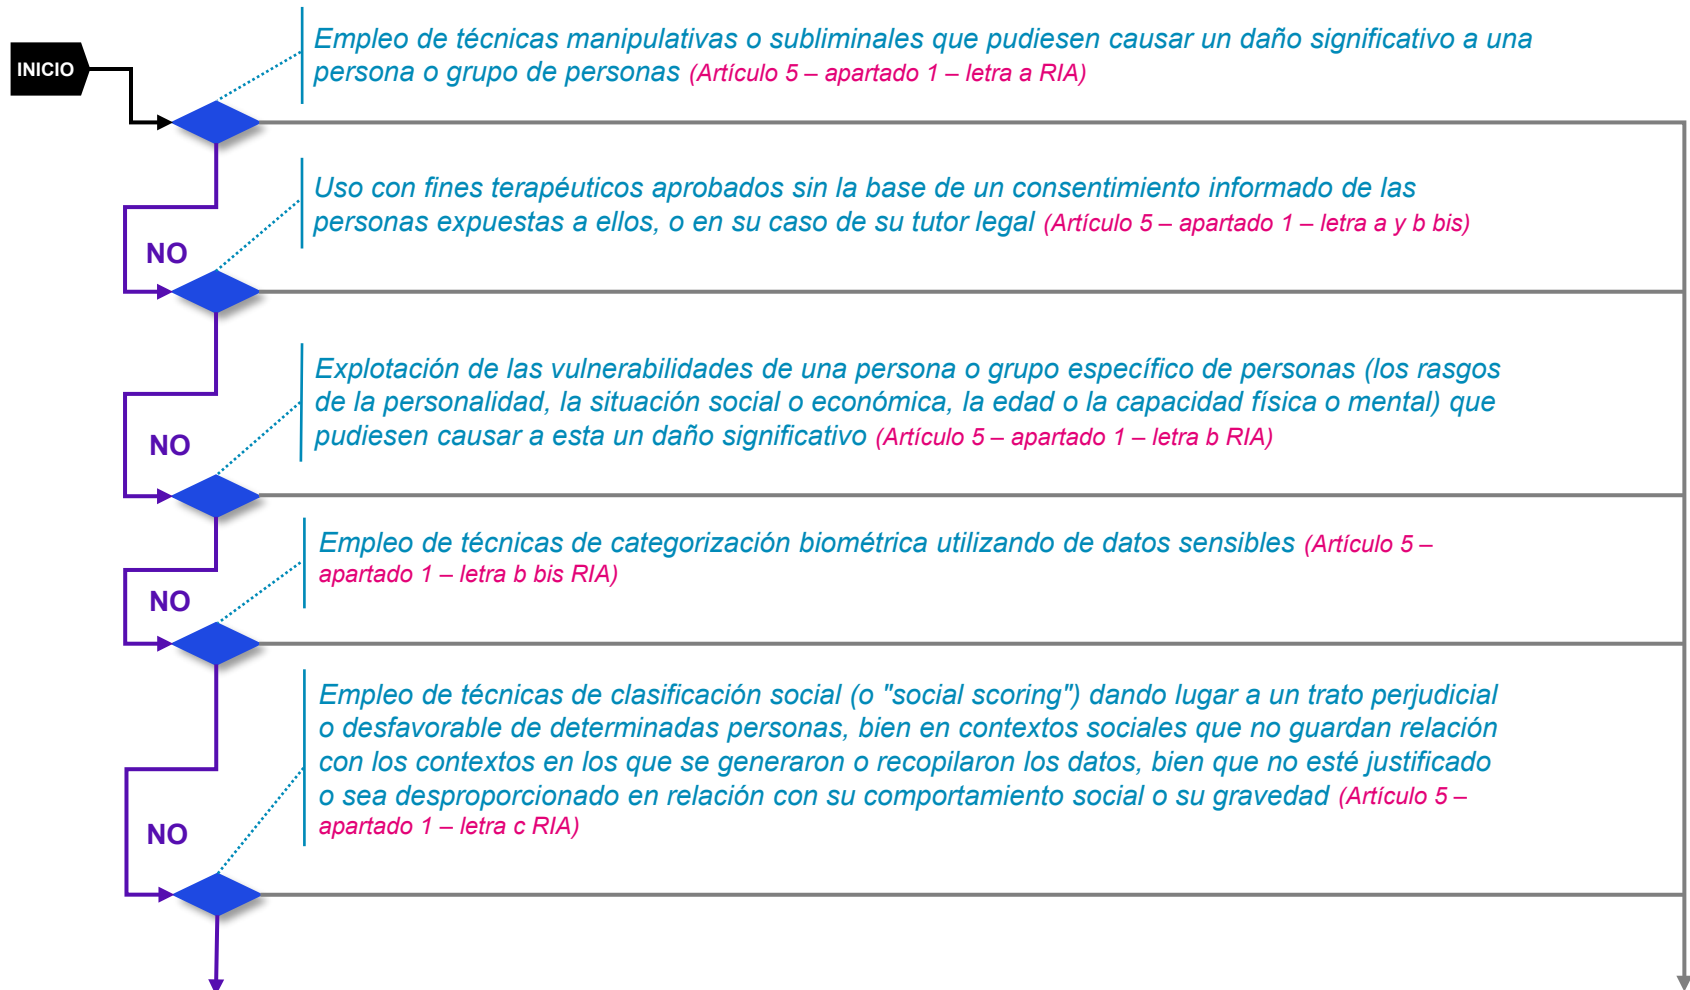 INICIO
Empleo de técnicas manipulativas o subliminales que pudiesen causar un daño significativo a una
persona o grupo de personas (Artículo 5 – apartado 1 – letra a RIA)
Uso con fines terapéuticos aprobados sin la base de un consentimiento informado de las
personas expuestas a ellos, o en su caso de su tutor legal (Artículo 5 – apartado 1 – letra a y b bis)
NO
Explotación de las vulnerabilidades de una persona o grupo específico de personas (los rasgos
de la personalidad, la situación social o económica, la edad o la capacidad física o mental) que
pudiesen causar a esta un daño significativo (Artículo 5 – apartado 1 – letra b RIA)
NO
Empleo de técnicas de categorización biométrica utilizando de datos sensibles (Artículo 5 –
apartado 1 – letra b bis RIA)
NO
Empleo de técnicas de clasificación social (o "social scoring") dando lugar a un trato perjudicial
o desfavorable de determinadas personas, bien en contextos sociales que no guardan relación
con los contextos en los que se generaron o recopilaron los datos, bien que no esté justificado
o sea desproporcionado en relación con su comportamiento social o su gravedad (Artículo 5 –
apartado 1 – letra c RIA)
NO